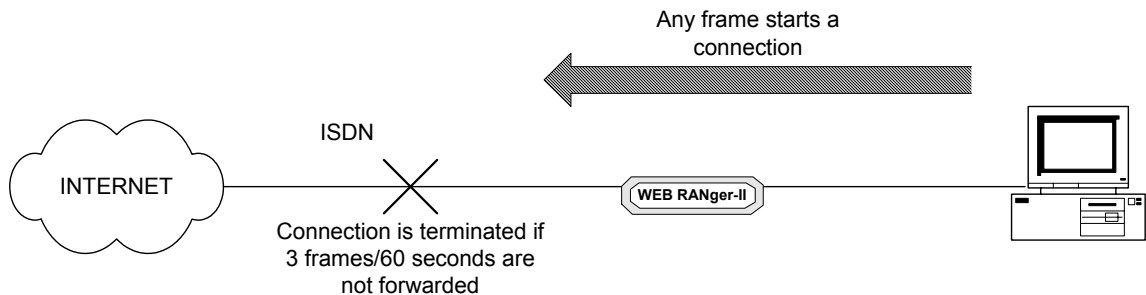 Any frame starts a
connection
ISDN
INTERNET
WEB RANger-II
Connection is terminated if
3 frames/60 seconds are
not forwarded